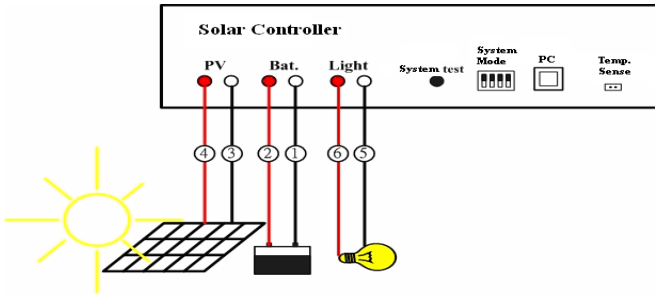 Solar Controller
PV Bat. Light System test System Mode PC Temp. Sense
4 3 2 1 6 5